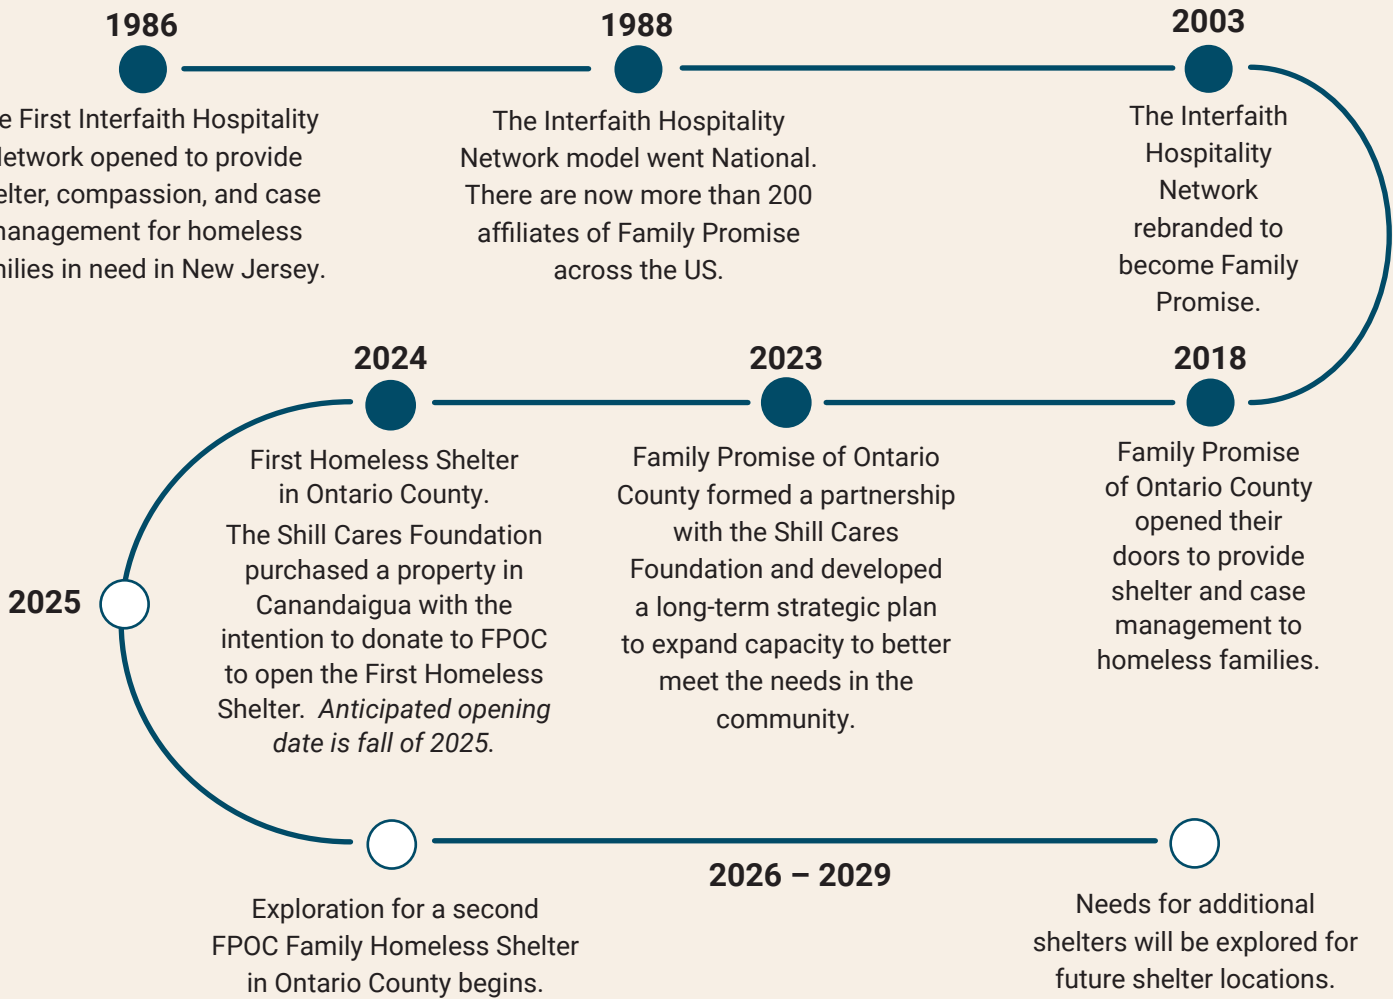 1986
e First Interfaith Hospitality
etwork opened to provide
elter, compassion, and case
anagement for homeless
ilies in need in New Jersey.
1988
The Interfaith Hospitality
Network model went National.
There are now more than 200
affiliates of Family Promise
across the US.
2003
The Interfaith
Hospitality
Network
rebranded to
become Family
Promise.
2018
Family Promise
of Ontario County
opened their
doors to provide
shelter and case
management to
homeless families.
2023
Family Promise of Ontario
County formed a partnership
with the Shill Cares
Foundation and developed
a long-term strategic plan
to expand capacity to better
meet the needs in the
community.
2024
First Homeless Shelter
in Ontario County.
The Shill Cares Foundation
purchased a property in
Canandaigua with the
intention to donate to FPOC
to open the First Homeless
Shelter. Anticipated opening
date is fall of 2025.
2025
Exploration for a second
FPOC Family Homeless Shelter
in Ontario County begins.
2026 – 2029
Needs for additional
shelters will be explored for
future shelter locations.